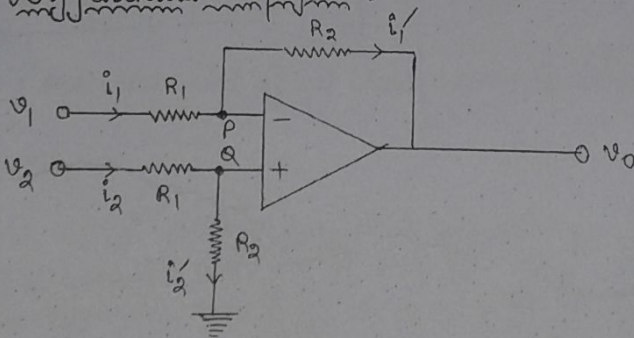 R₂ i₁′
v₁ i₁ R₁ P −
v₂ i₂ R₁ Q + v₀
i₂′ R₂